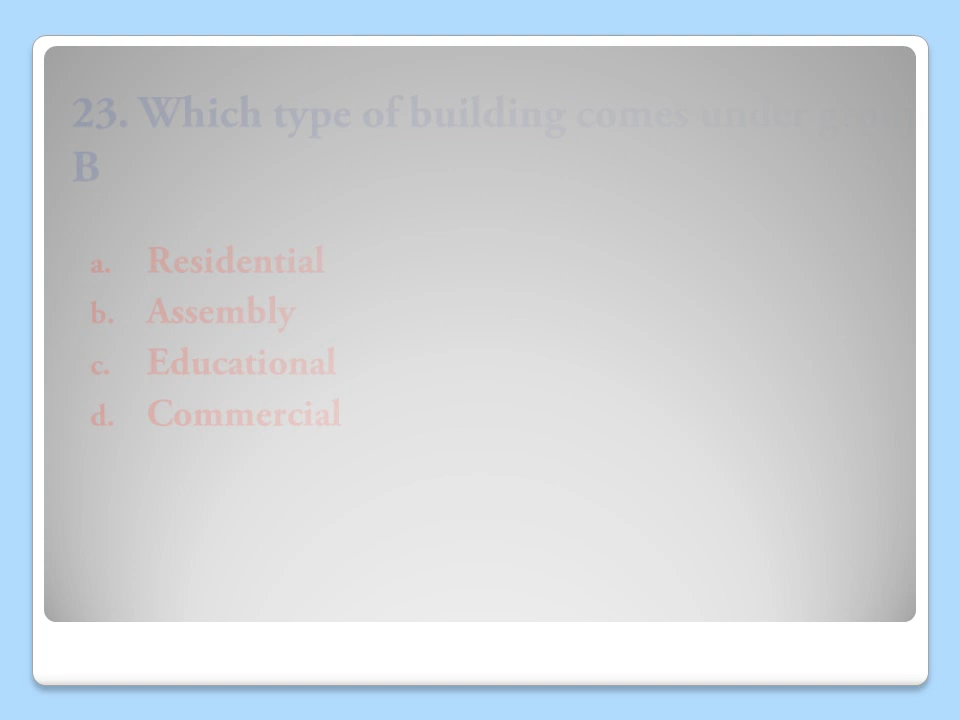 23. Which type of building comes under
B
a. Residential
b. Assembly
c. Educational
d. Commercial